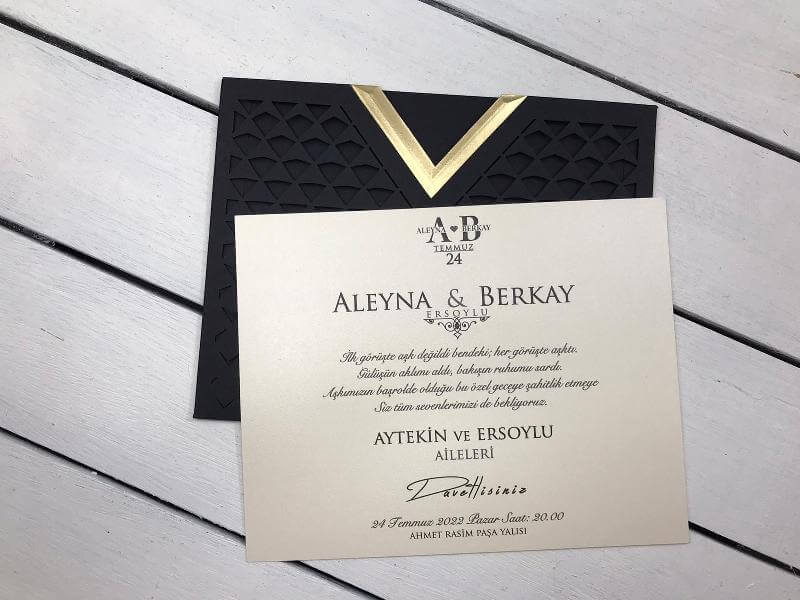 A B
ALEYNA ❤ BERKAY
TEMMUZ
24
ALEYNA & BERKAY
ERSOYLU
İlk görüşte aşk değildi bendeki; her görüşte aşktı.
Gülüşün aklımı aldı, bakışın ruhumu sardı.
Aşkımızın başrolde olduğu bu özel geceye şahitlik etmeye
Siz tüm sevenlerimizi de bekliyoruz.
AYTEKİN VE ERSOYLU
AİLELERİ
Davetlisiniz
24 Temmuz 2022 Pazar Saat: 20.00
AHMET RASİM PAŞA YALISI